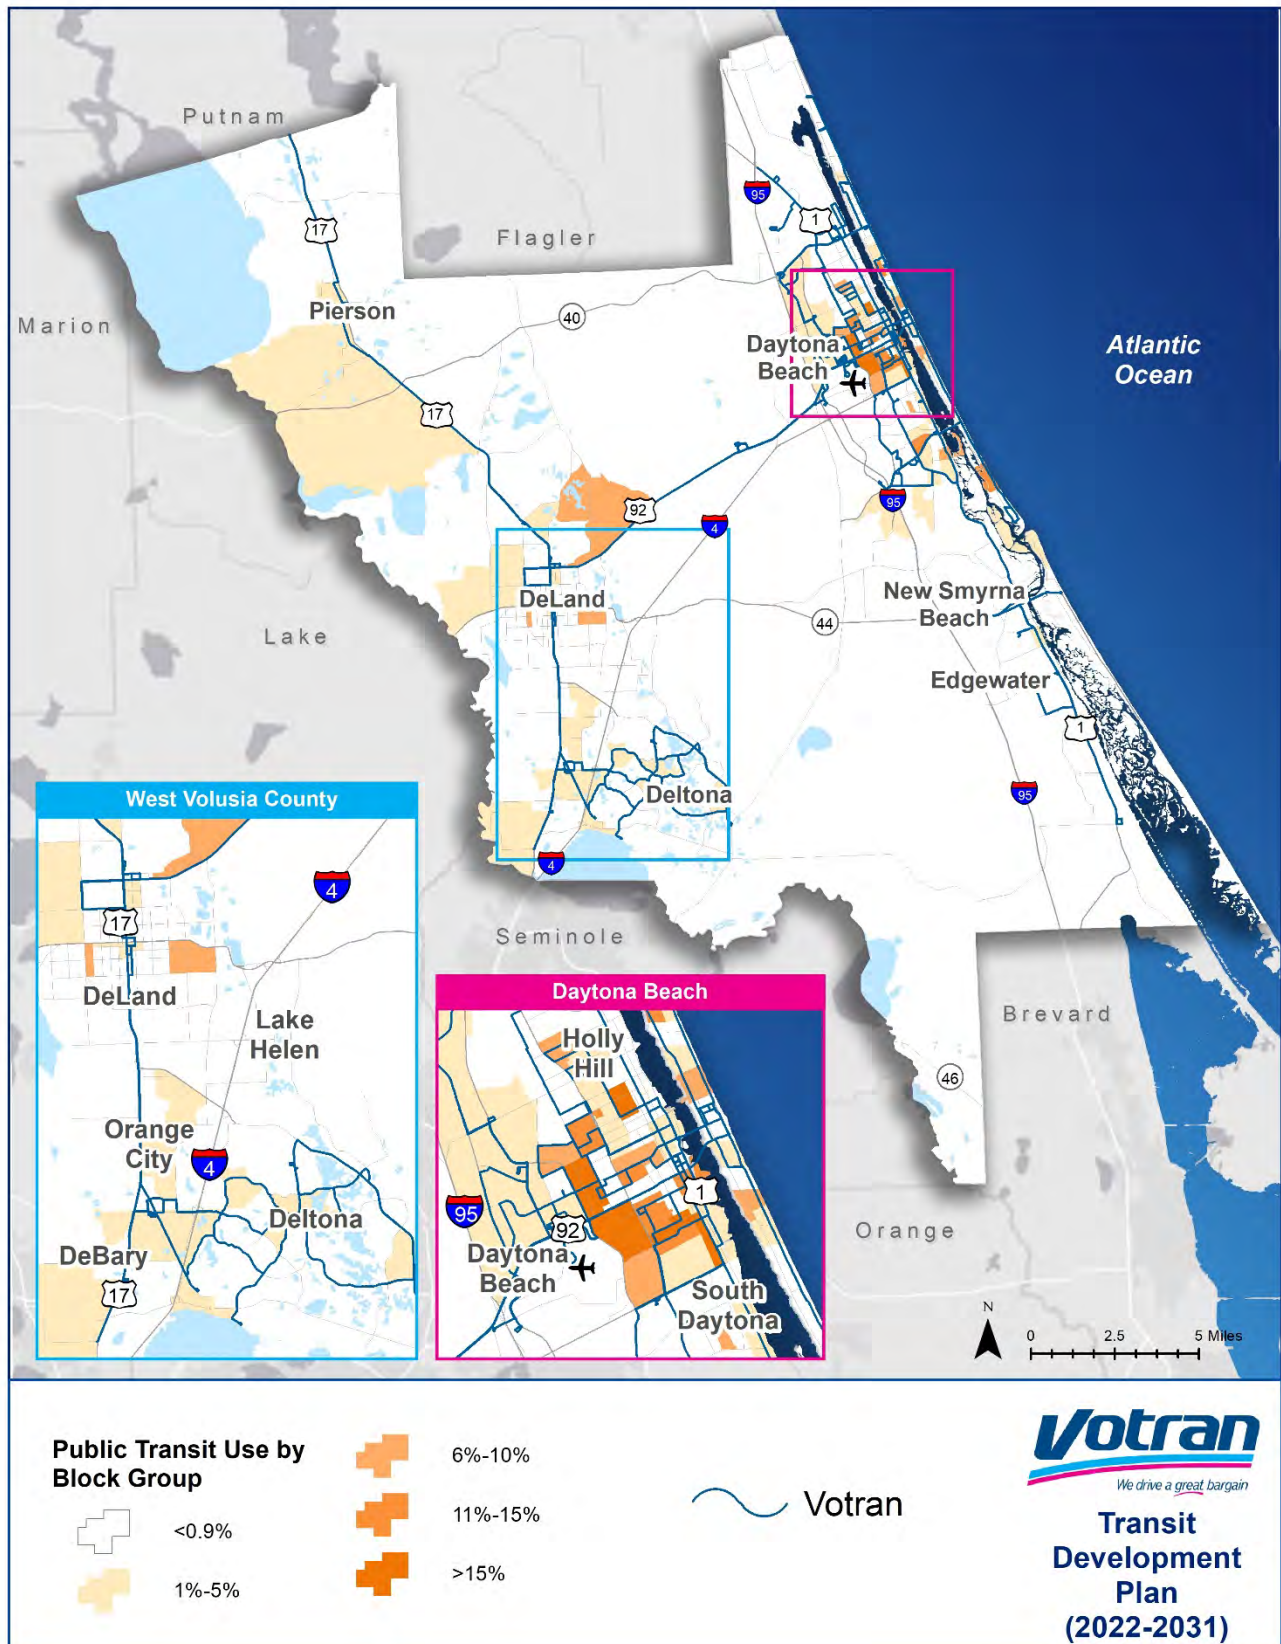 Putnam
95
1
17
Flagler
Pierson
Marion
40
Daytona
Beach
Atlantic
Ocean
17
92
95
4
DeLand
New Smyrna
Beach
44
Lake
Edgewater
1
Deltona
95
4
West Volusia County
4
17
DeLand
Lake
Helen
Orange
City
4
Deltona
DeBary
17
Seminole
Daytona Beach
Holly
Hill
1
95
92
Daytona
Beach
South
Daytona
Brevard
46
Orange
N
0 2.5 5 Miles
Public Transit Use by
Block Group
<0.9%
1%-5%
6%-10%
11%-15%
>15%
Votran
Votran
We drive a great bargain
Transit
Development
Plan
(2022-2031)